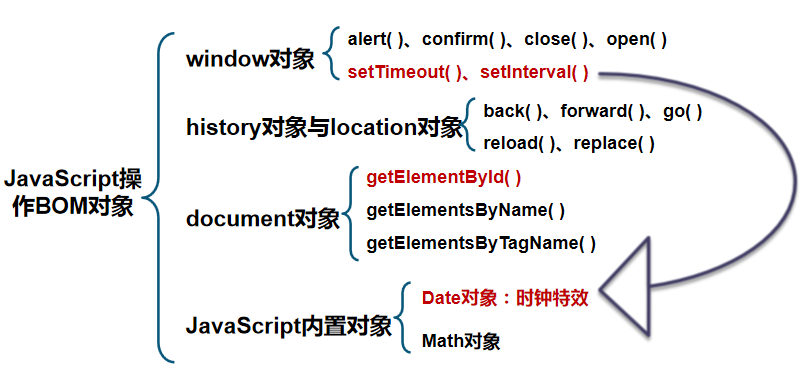 JavaScript操
作BOM对象
window对象
alert( )、confirm( )、close( )、open( )
setTimeout( )、setInterval( )
history对象与location对象
back( )、forward( )、go( )
reload( )、replace( )
document对象
getElementById( )
getElementsByName( )
getElementsByTagName( )
JavaScript内置对象
Date对象：时钟特效
Math对象